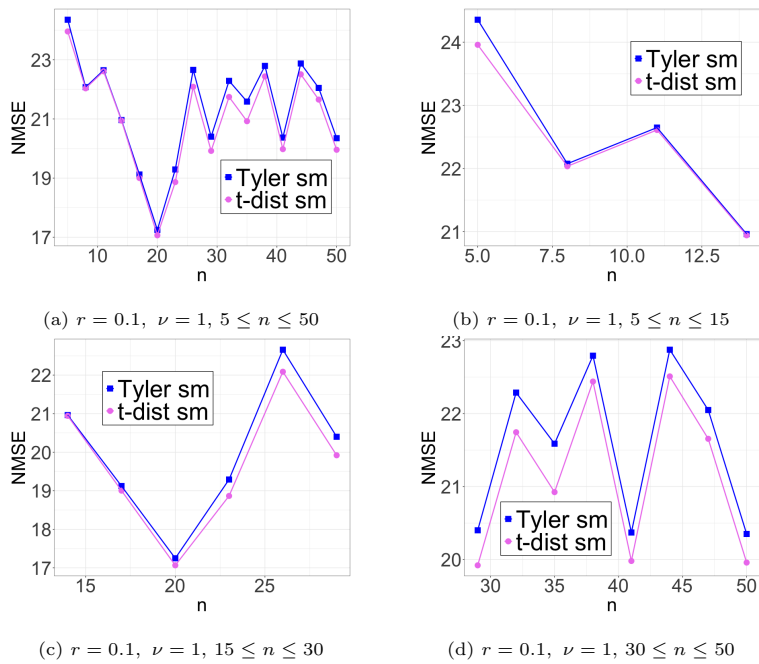 23
21
19
17
NMSE
Tyler sm
t-dist sm
10
20
30
40
50
n
(a) r = 0.1, ν = 1, 5 ≤ n ≤ 50
24
23
22
21
NMSE
Tyler sm
t-dist sm
5.0
7.5
10.0
12.5
n
(b) r = 0.1, ν = 1, 5 ≤ n ≤ 15
22
21
20
19
18
17
NMSE
Tyler sm
t-dist sm
15
20
25
n
(c) r = 0.1, ν = 1, 15 ≤ n ≤ 30
23
22
21
20
NMSE
Tyler sm
t-dist sm
30
35
40
45
50
n
(d) r = 0.1, ν = 1, 30 ≤ n ≤ 50